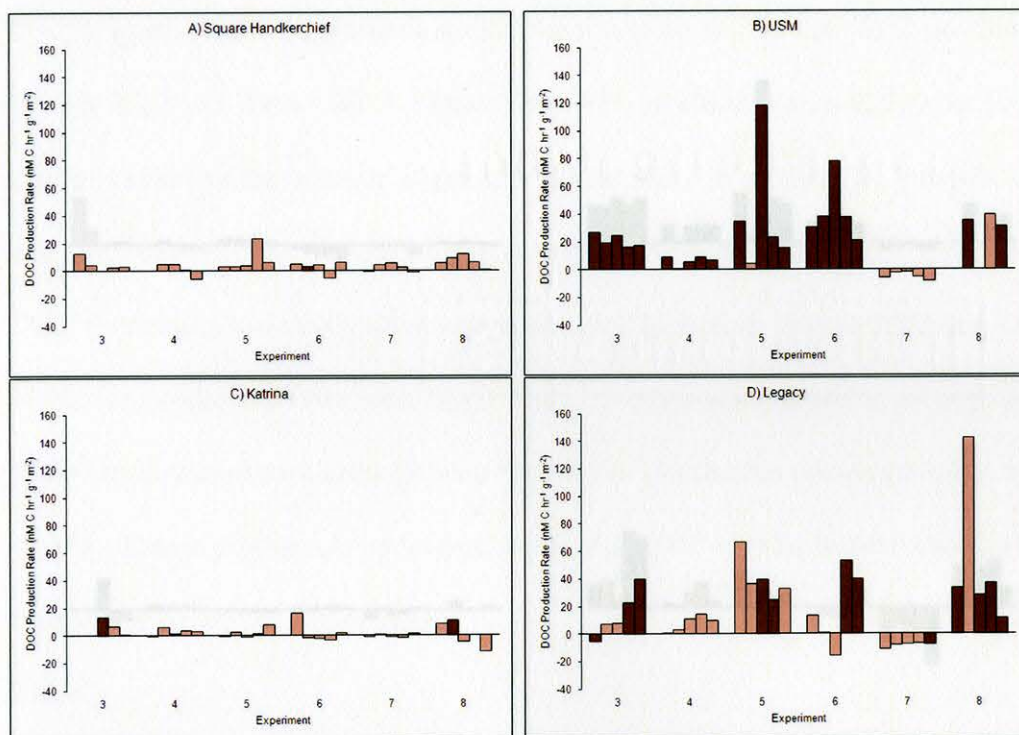 A) Square Handkerchief
DOC Production Rate (nM C hr⁻¹ g⁻¹ m⁻²)
160
140
120
100
80
60
40
20
0
-20
-40
3 4 5 6 7 8
Experiment
B) USM
DOC Production Rate (nM C hr⁻¹ g⁻¹ m⁻²)
160
140
120
100
80
60
40
20
0
-20
-40
3 4 5 6 7 8
Experiment
C) Katrina
DOC Production Rate (nM C hr⁻¹ g⁻¹ m⁻²)
160
140
120
100
80
60
40
20
0
-20
-40
3 4 5 6 7 8
Experiment
D) Legacy
DOC Production Rate (nM C hr⁻¹ g⁻¹ m⁻²)
160
140
120
100
80
60
40
20
0
-20
-40
3 4 5 6 7 8
Experiment